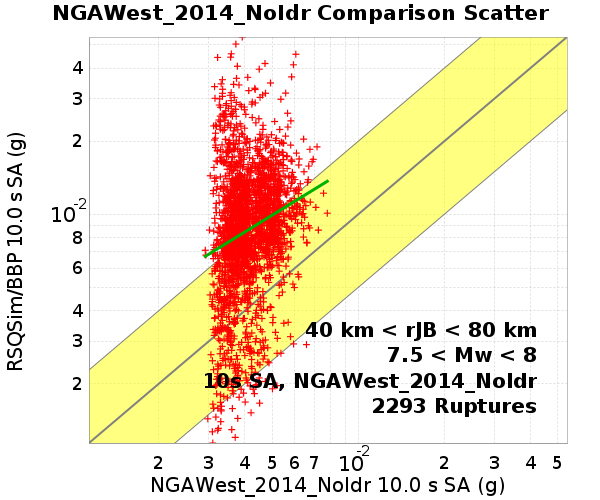 NGAWest_2014_NoIdr Comparison Scatter
RSQSim/BBP 10.0 s SA (g)
4
3
2
10-2
8
6
4
3
2
40 km < rJB < 80 km
7.5 < Mw < 8
10s SA, NGAWest_2014_NoIdr
2293 Ruptures
2 3 4 5 6 7 10-2 2 3 4 5
NGAWest_2014_NoIdr 10.0 s SA (g)